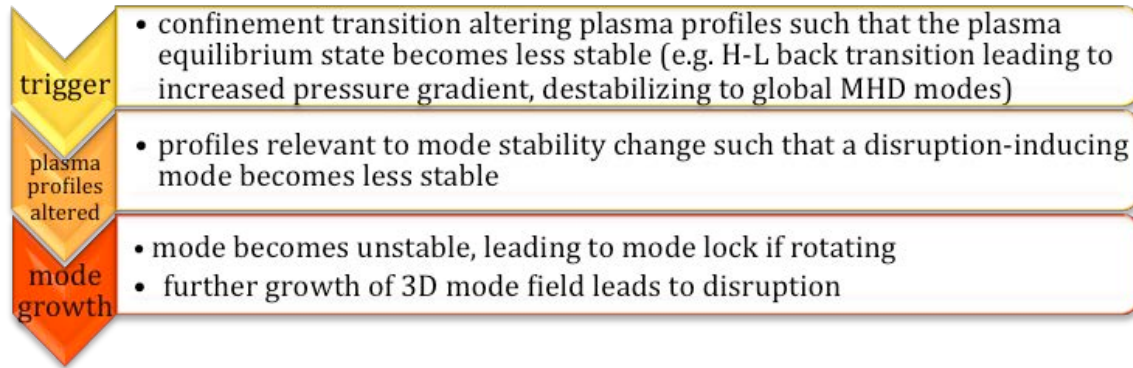 trigger
• confinement transition altering plasma profiles such that the plasma
equilibrium state becomes less stable (e.g. H-L back transition leading to
increased pressure gradient, destabilizing to global MHD modes)
plasma
profiles
altered
• profiles relevant to mode stability change such that a disruption-inducing
mode becomes less stable
mode
growth
• mode becomes unstable, leading to mode lock if rotating
• further growth of 3D mode field leads to disruption